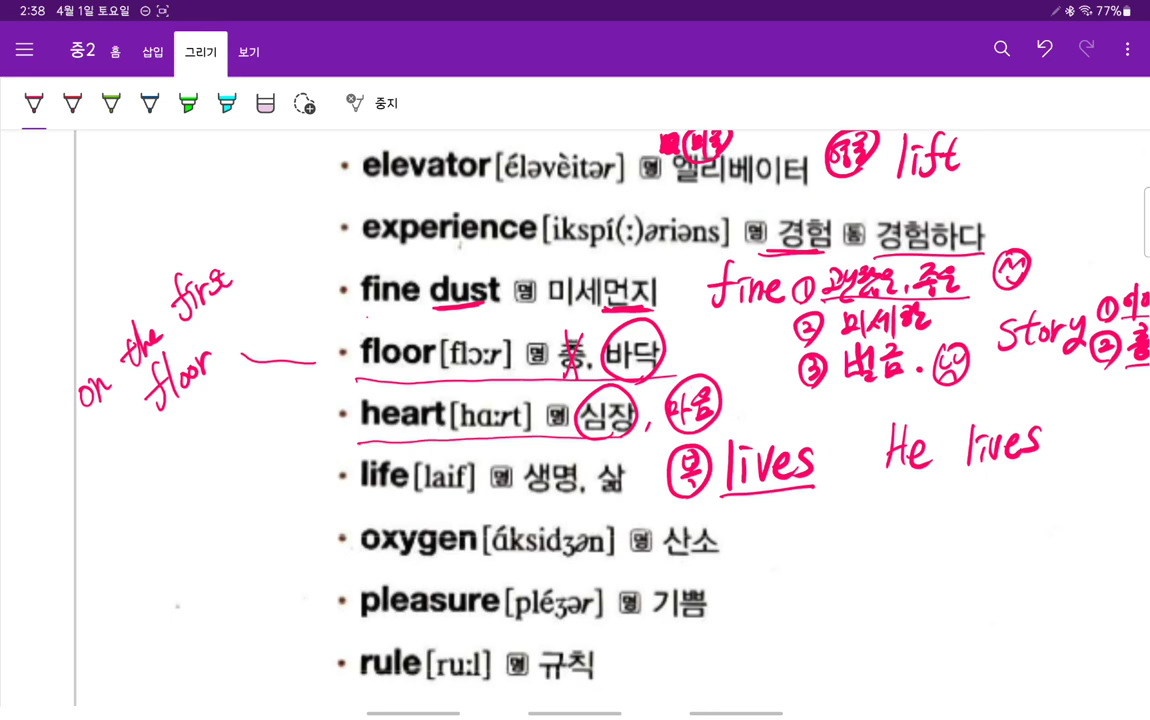 2:38 4월 1일 토요일 77%
중2 홈 삽입 그리기 보기
중지
elevator[éləvèitər] 명 앨리베이터 lift
experience[ikspí(:)əriəns] 명 경험 동 경험하다
fine dust 명 미세먼지 fine ① 괜찮은, 좋은
② 미세한
③ 벌금.
story ①
②
on the first
floor
floor[flɔːr] 명 층, 바닥
heart[hɑːrt] 명 심장, 마음
life[laif] 명 생명, 삶 복 lives He lives
oxygen[ɑ́ksidʒən] 명 산소
pleasure[pléʒər] 명 기쁨
rule[ruːl] 명 규칙